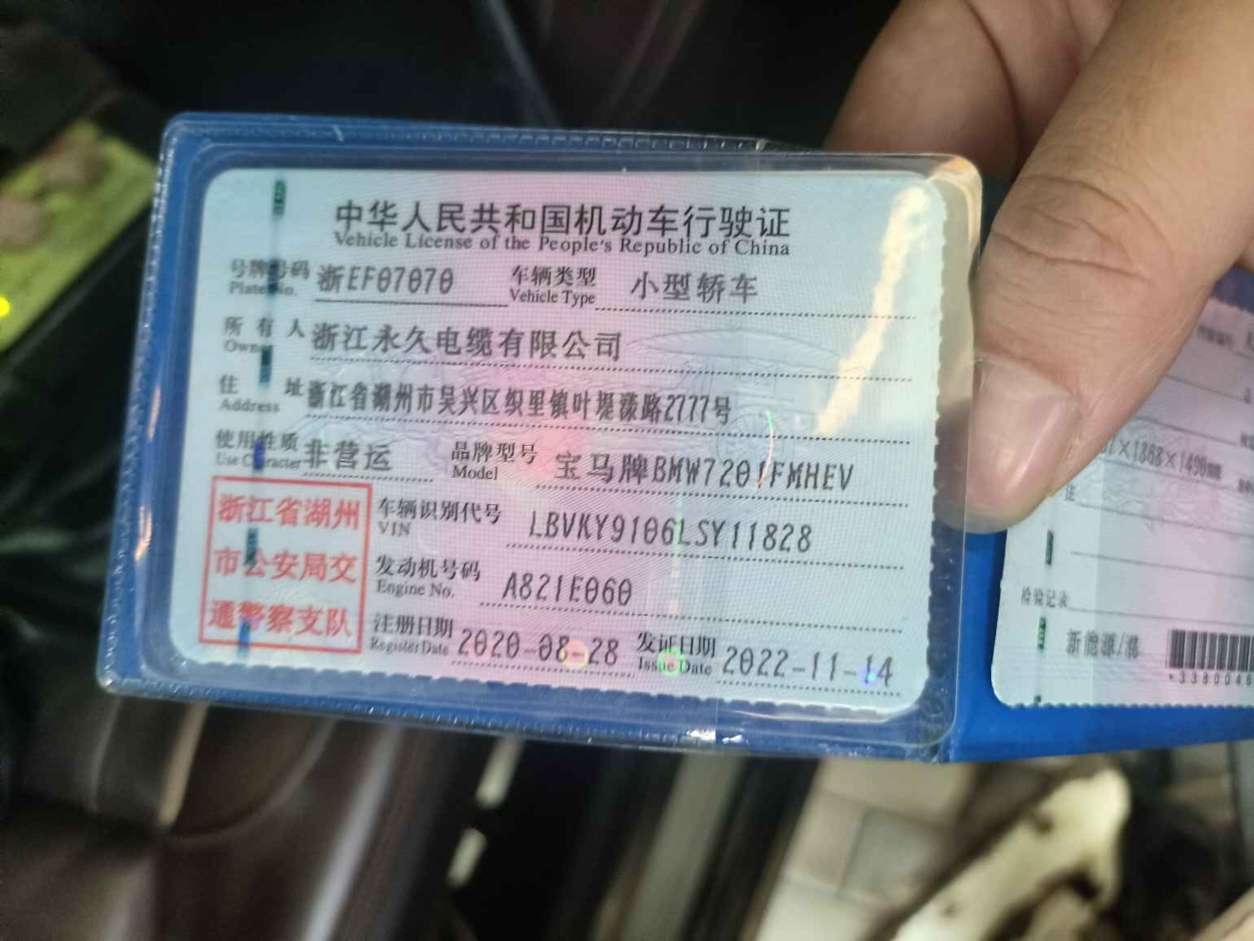 中华人民共和国机动车行驶证
Vehicle License of the People's Republic of China
号牌号码 浙EF07070 车辆类型 小型轿车
Plate No. Vehicle Type
所有人 浙江永久电缆有限公司
Owner
住址 浙江省湖州市吴兴区织里镇叶堤漾路2777号
Address
使用性质 非营运 品牌型号 宝马牌BMW7201FMHEV
Use Character Model
浙江省湖州
市公安局交
通警察支队
车辆识别代号 LBVKY9106LSY11828
VIN
发动机号码 A821E060
Engine No.
注册日期 2020-08-28 发证日期 2022-11-14
Register Date Issue Date
×1868×1490mm
注
检验记录
新能源/
*3380046